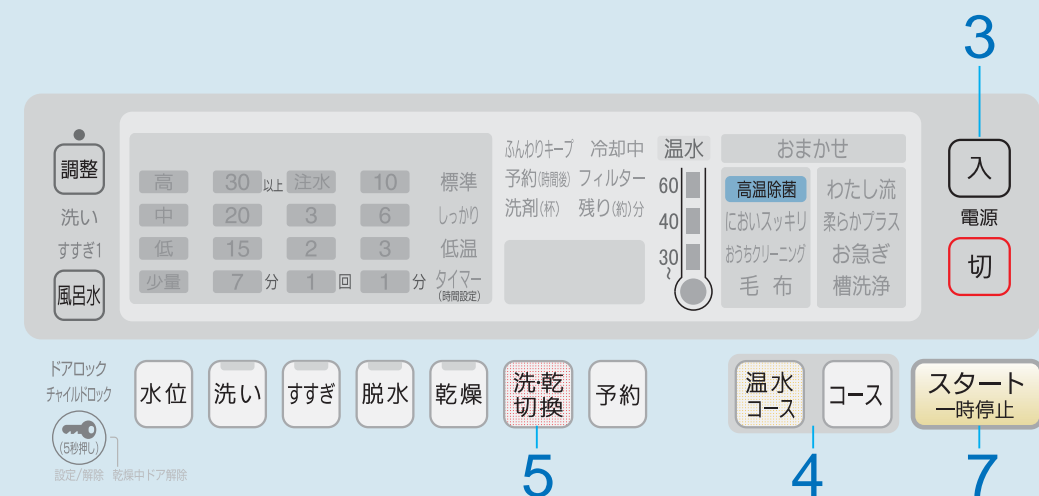 3
調整
洗い
すすぎ1
風呂水
高 30 以上 注水 10 標準
中 20 3 6 しっかり
低 15 2 3 低温
少量 7 分 1 回 1 分 タイマー
(時間設定)
ふんわりキープ 冷却中
予約(時間後) フィルター
洗剤(杯) 残り(約)分
温水
60
40
30
~
おまかせ
高温除菌 わたし流
においスッキリ 柔らかプラス
おうちクリーニング お急ぎ
毛布 槽洗浄
入
電源
切
ドアロック
チャイルドロック
(5秒押し)
設定/解除 乾燥中ドア解除
水位
洗い
すすぎ
脱水
乾燥
洗・乾
切換
予約
温水
コース
コース
スタート
一時停止
5
4
7